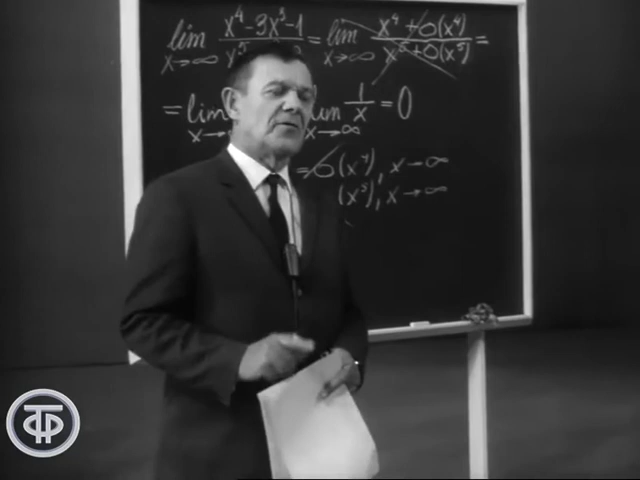 lim x→∞ x⁴-3x³-1 / x⁵ = lim x→∞ x⁴+O(x⁴) / x⁵+O(x⁵) =
= lim x→ lim x→∞ 1/x = 0
=O(x⁴), x→∞
(x⁵), x→∞